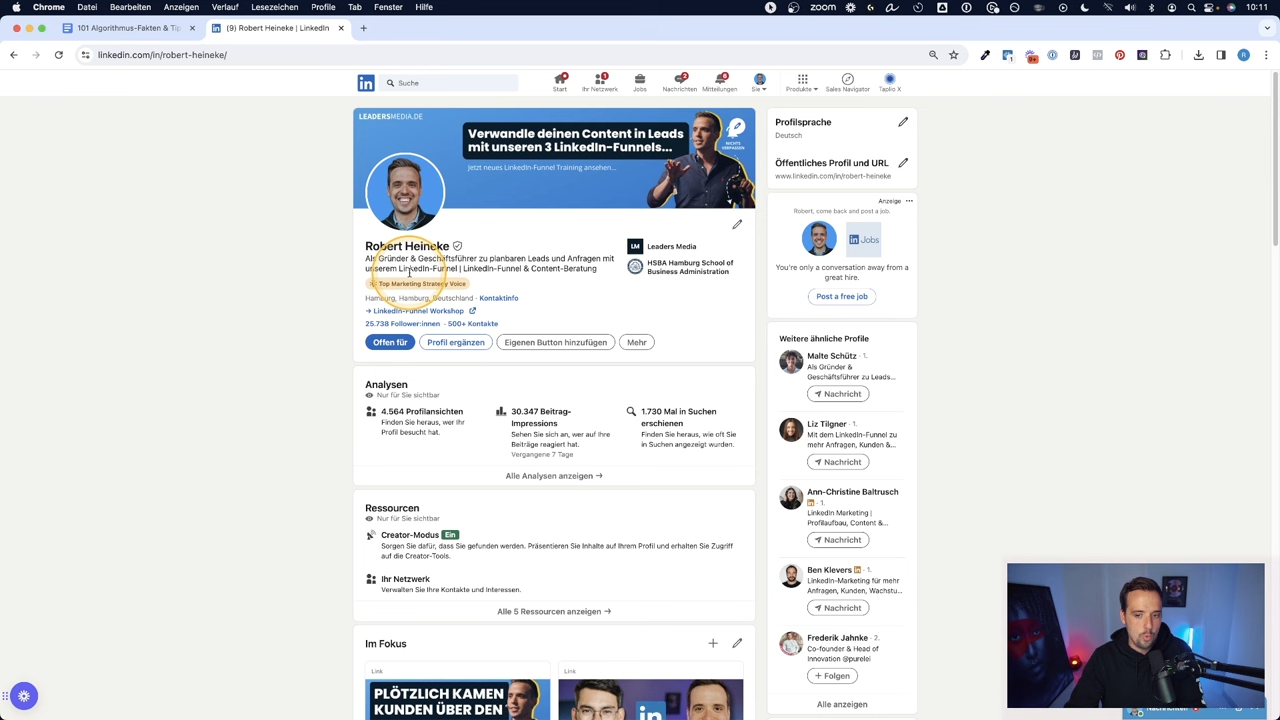 Chrome Ablage Bearbeiten Ansicht Verlauf Lesezeichen Profile Tab Fenster Hilfe
10:11
101 Algorithmus-Fakten & Tip
(9) Robert Heineke | LinkedIn
linkedin.com/in/robert-heineke/
Suche
Start
Ihr Netzwerk
Jobs
Nachrichten
Mitteilungen
Sie
Produkte
Sales Navigator
Taplio X
LEADERSMEDIA.DE
Verwandle deinen Content in Leads
mit unseren 3 LinkedIn-Funnels...
Jetzt neues LinkedIn-Funnel Training ansehen...
NICHTS
VERPASSEN
Robert Heineke
Als Gründer & Geschäftsführer zu planbaren Leads und Anfragen mit
unserem LinkedIn-Funnel | LinkedIn-Funnel & Content-Beratung
Top Marketing Strategy Voice
Hamburg, Hamburg, Deutschland · Kontaktinfo
→ LinkedIn-Funnel Workshop
25.738 Follower:innen · 500+ Kontakte
Offen für
Profil ergänzen
Eigenen Button hinzufügen
Mehr
LM
Leaders Media
HSBA Hamburg School of
Business Administration
Analysen
Nur für Sie sichtbar
4.564 Profilansichten
Finden Sie heraus, wer Ihr
Profil besucht hat.
30.347 Beitrag-
Impressions
Sehen Sie sich an, wer auf Ihre
Beiträge reagiert hat.
Vergangene 7 Tage
1.730 Mal in Suchen
erschienen
Finden Sie heraus, wie oft Sie
in Suchen angezeigt wurden.
Alle Analysen anzeigen →
Ressourcen
Nur für Sie sichtbar
Creator-Modus Ein
Sorgen Sie dafür, dass Sie gefunden werden. Präsentieren Sie Inhalte auf Ihrem Profil und erhalten Sie Zugriff
auf die Creator-Tools.
Ihr Netzwerk
Verwalten Sie Ihre Kontakte und Interessen.
Alle 5 Ressourcen anzeigen →
Im Fokus
Link
PLÖTZLICH KAMEN
KUNDEN ÜBER DEN
Link
Profilsprache
Deutsch
Öffentliches Profil und URL
www.linkedin.com/in/robert-heineke
Anzeige
Robert, come back and post a job.
in Jobs
You're only a conversation away from a
great hire.
Post a free job
Weitere ähnliche Profile
Malte Schütz · 1.
Als Gründer &
Geschäftsführer zu Leads...
Nachricht
Liz Tilgner · 1.
Mit dem LinkedIn-Funnel zu
mehr Anfragen, Kunden &...
Nachricht
Ann-Christine Baltrusch
· 1.
LinkedIn Marketing |
Profilaufbau, Content &...
Nachricht
Ben Klevers · 1.
LinkedIn-Marketing für mehr
Anfragen, Kunden, Wachstu...
Nachricht
Frederik Jahnke · 2.
Co-founder & Head of
Innovation @purelei
+ Folgen
Alle anzeigen
Nachrichten